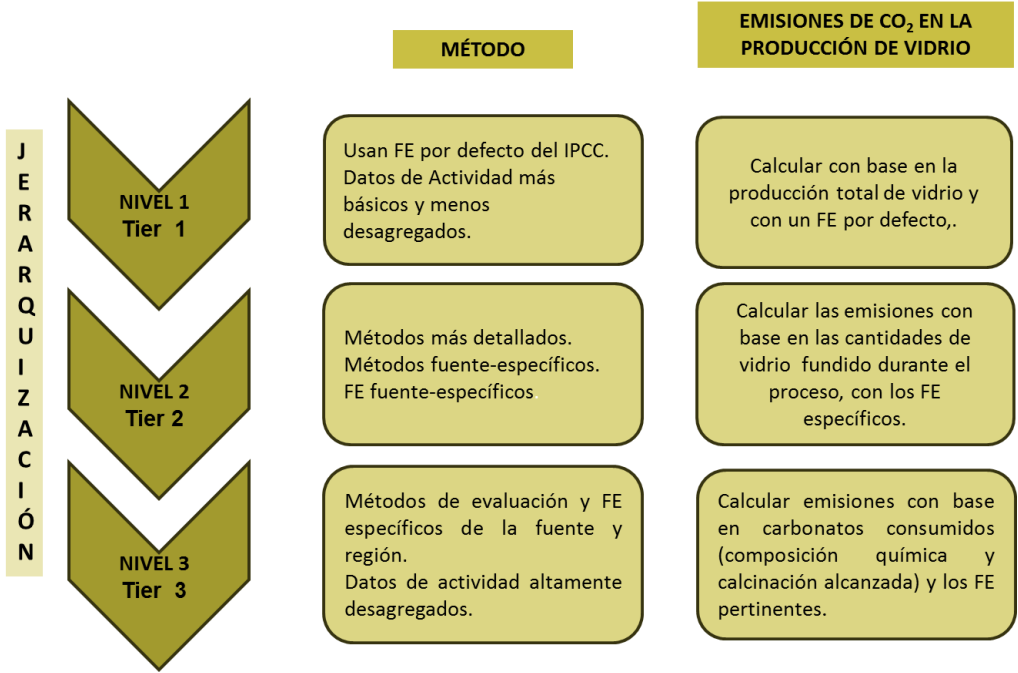 MÉTODO
EMISIONES DE CO₂ EN LA
PRODUCCIÓN DE VIDRIO
JERARQUIZACIÓN
NIVEL 1
Tier 1
Usan FE por defecto del IPCC.
Datos de Actividad más
básicos y menos
desagregados.
Calcular con base en la
producción total de vidrio y
con un FE por defecto,.
NIVEL 2
Tier 2
Métodos más detallados.
Métodos fuente-específicos.
FE fuente-específicos.
Calcular las emisiones con
base en las cantidades de
vidrio fundido durante el
proceso, con los FE
específicos.
NIVEL 3
Tier 3
Métodos de evaluación y FE
específicos de la fuente y
región.
Datos de actividad altamente
desagregados.
Calcular emisiones con base
en carbonatos consumidos
(composición química y
calcinación alcanzada) y los FE
pertinentes.